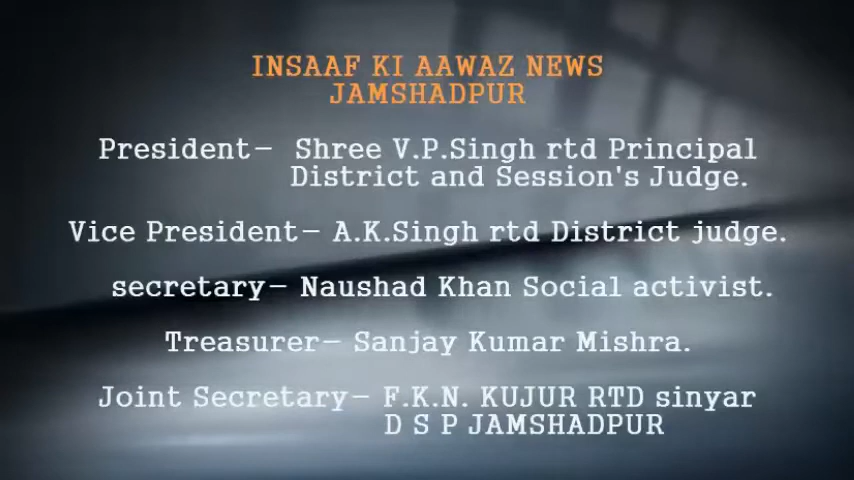 INSAAF KI AAWAZ NEWS
JAMSHADPUR
President- Shree V.P.Singh rtd Principal
District and Session's Judge.
Vice President- A.K.Singh rtd District judge.
secretary- Naushad Khan Social activist.
Treasurer- Sanjay Kumar Mishra.
Joint Secretary- F.K.N. KUJUR RTD sinyar
D S P JAMSHADPUR